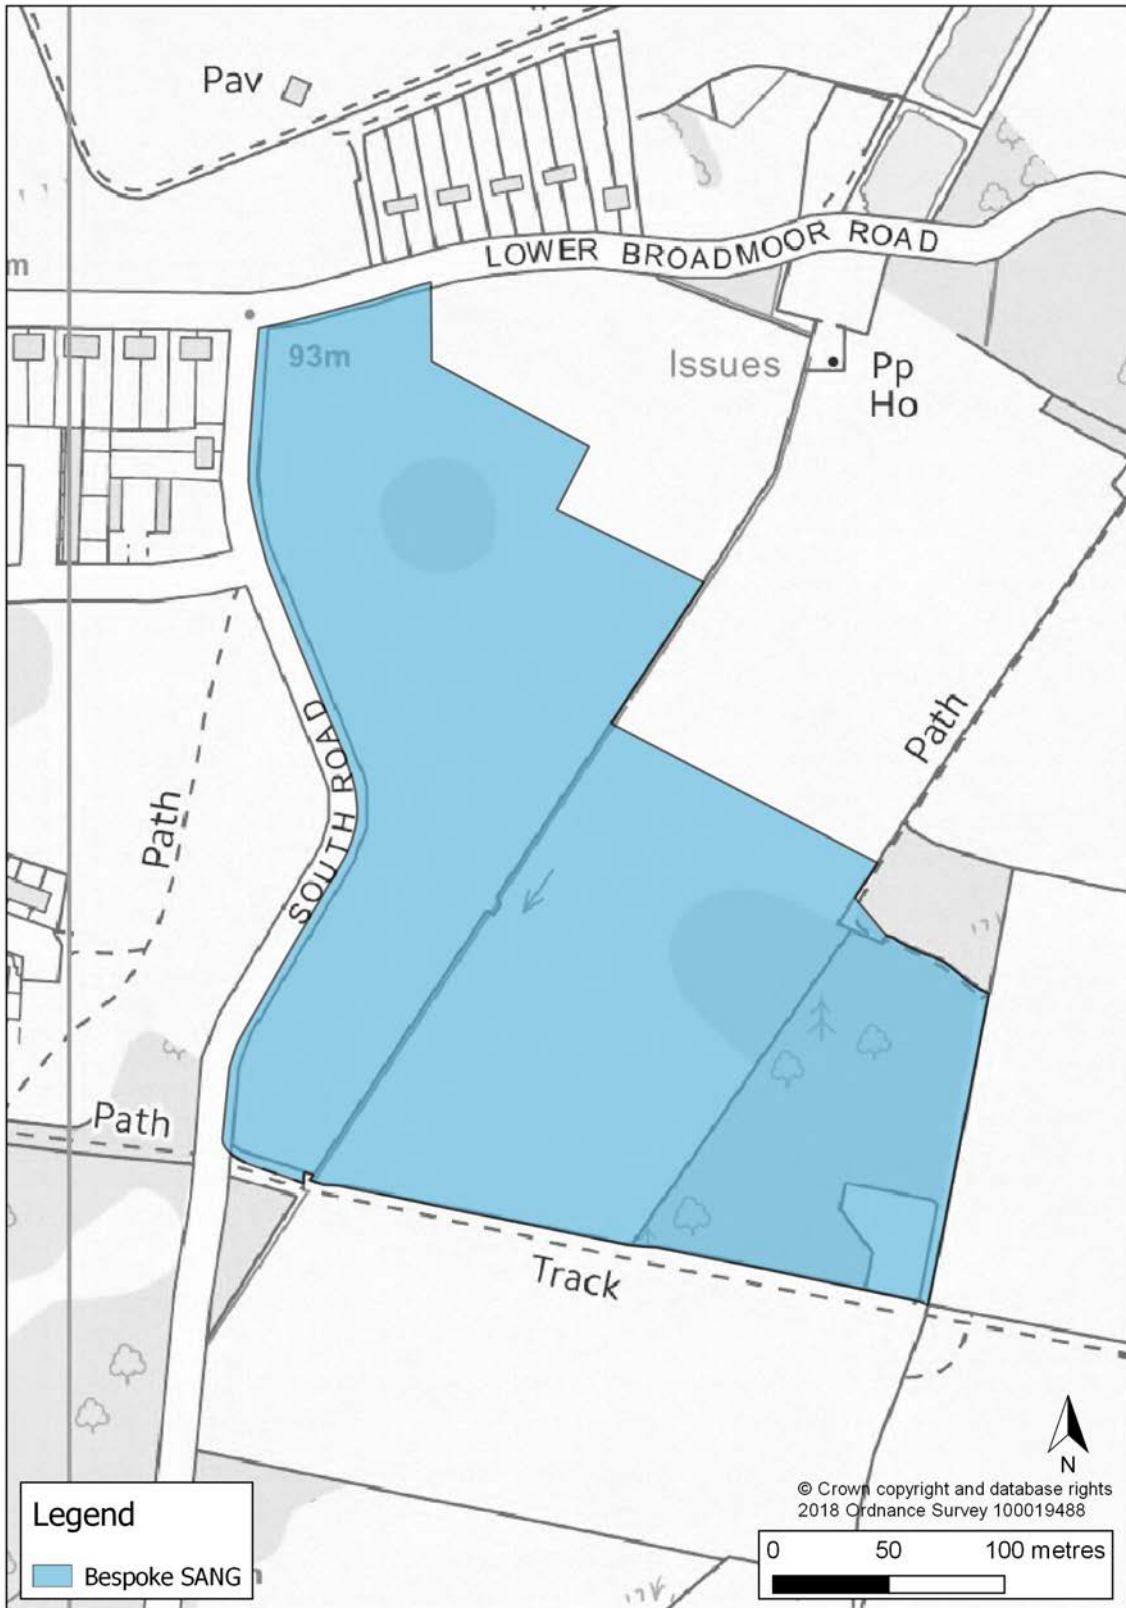 Pav
LOWER BROADMOOR ROAD
m
93m
Issues
Pp
Ho
Path
Path
SOUTH ROAD
Path
Track
N
© Crown copyright and database rights
2018 Ordnance Survey 100019488
Legend
Bespoke SANG
0 50 100 metres